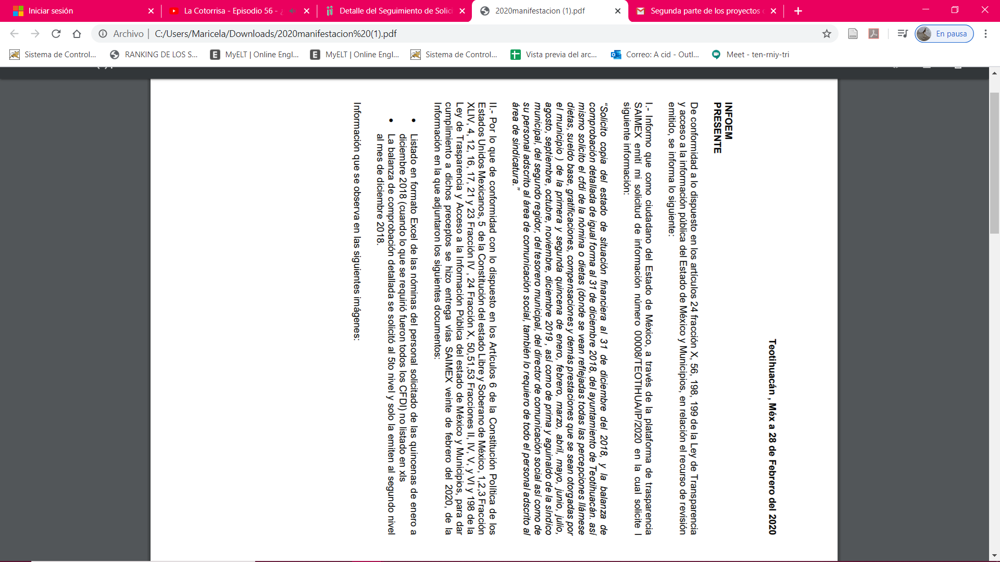 Iniciar sesión
La Cotorrisa - Episodio 56 - ¿
Detalle del Seguimiento de Solici
2020manifestacion (1).pdf
Segunda parte de los proyectos
Archivo | C:/Users/Maricela/Downloads/2020manifestacion%20(1).pdf
En pausa
Sistema de Control...
RANKING DE LOS S...
MyELT | Online Engl...
MyELT | Online Engl...
Sistema de Control...
Vista previa del arc...
Correo: A cid - Outl...
Meet - ten-rniy-tri
Teotihuacán , Méx a 28 de Febrero del 2020
INFOEM
PRESENTE
De conformidad a lo dispuesto en los artículos 24 fracción X, 56, 198, 199 de la Ley de Transparencia
y acceso a la información pública del Estado de México y Municipios, en relación el recurso de revisión
emitido, se informa lo siguiente:
I.- Informo que como ciudadano del Estado de México, a través de la plataforma de trasparencia
SAIMEX emití mi solicitud de información número 00008/TEOTIHUA/IP/2020 en la cual solicite l
siguiente información:
“Solicito copia del estado de situación financiera al 31 de diciembre del 2018, y la balanza de
comprobación detallada de igual forma al 31 de diciembre 2018, del ayuntamiento de Teotihuacán. así
mismo solicito el cfdi de la nómina o dietas (donde se vean reflejadas todas las percepciones llámese
dietas, sueldo base, gratificaciones, compensaciones y demás prestaciones que se sean otorgadas por
el municipio ) de la primera y segunda quincena de enero, febrero, marzo, abril, mayo, junio, julio,
agosto, septiembre, octubre, noviembre, diciembre 2019 , así como de prima y aguinaldo de la síndico
municipal, del segundo regidor, del tesorero municipal, del director de comunicación social así como de
su personal adscrito al área de comunicación social, también lo requiero de todo el personal adscrito al
área de sindicatura.”
II.- Por lo que de conformidad con lo dispuesto en los Artículos 6 de la Constitución Política de los
Estados Unidos Mexicanos, 5 de la Constitución del estado Libre y Soberano de México, 1,2,3 Fracción
XLIV, 4, 12, 16, 17, 21 y 23 Fracción IV , 24 Fracción X, 50,51,53 Fracciones II, IV, V, y VI y 198 de la
Ley de Trasparencia y Acceso a la Información Pública del estado de México y Municipios, para dar
cumplimiento a dichos preceptos se hizo entrega vías SAIMEX veinte de febrero del 2020, de la
Información en la que adjuntaron los siguientes documentos:
• Listado en formato Excel de las nóminas del personal solicitado de las quincenas de enero a
diciembre 2018 (cuando lo que se requirió fueron todos los CFDI) no listado en xls
• La balanza de comprobación detallada se solicitó al 5to nivel y solo la emiten al segundo nivel
al mes de diciembre 2018.
Información que se observa en las siguientes imágenes: